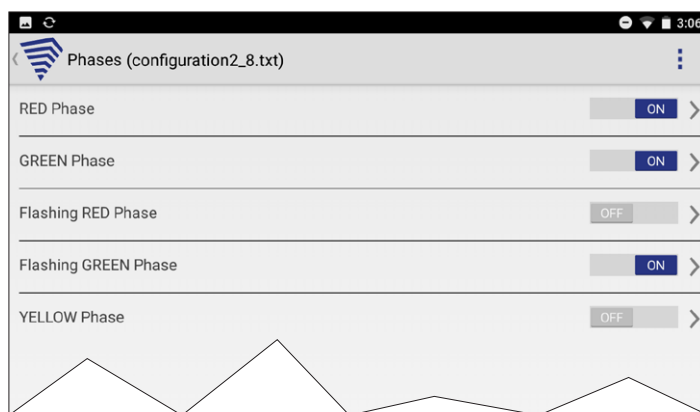 3:06
Phases (configuration2_8.txt)
RED Phase ON
GREEN Phase ON
Flashing RED Phase OFF
Flashing GREEN Phase ON
YELLOW Phase OFF